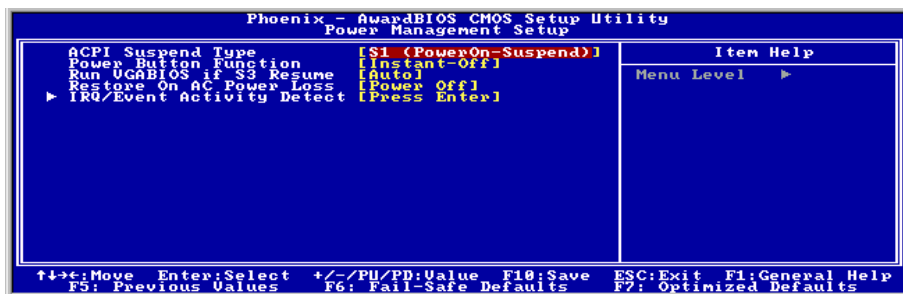 Phoenix - AwardBIOS CMOS Setup Utility
Power Management Setup
ACPI Suspend Type [S1 (PowerOn-Suspend)]
Power Button Function [Instant-Off]
Run VGABIOS if S3 Resume [Auto]
Restore On AC Power Loss [Power Off]
► IRQ/Event Activity Detect [Press Enter]
Item Help
Menu Level ►
↑↓→←:Move Enter:Select +/-/PU/PD:Value F10:Save ESC:Exit F1:General Help
F5: Previous Values F6: Fail-Safe Defaults F7: Optimized Defaults